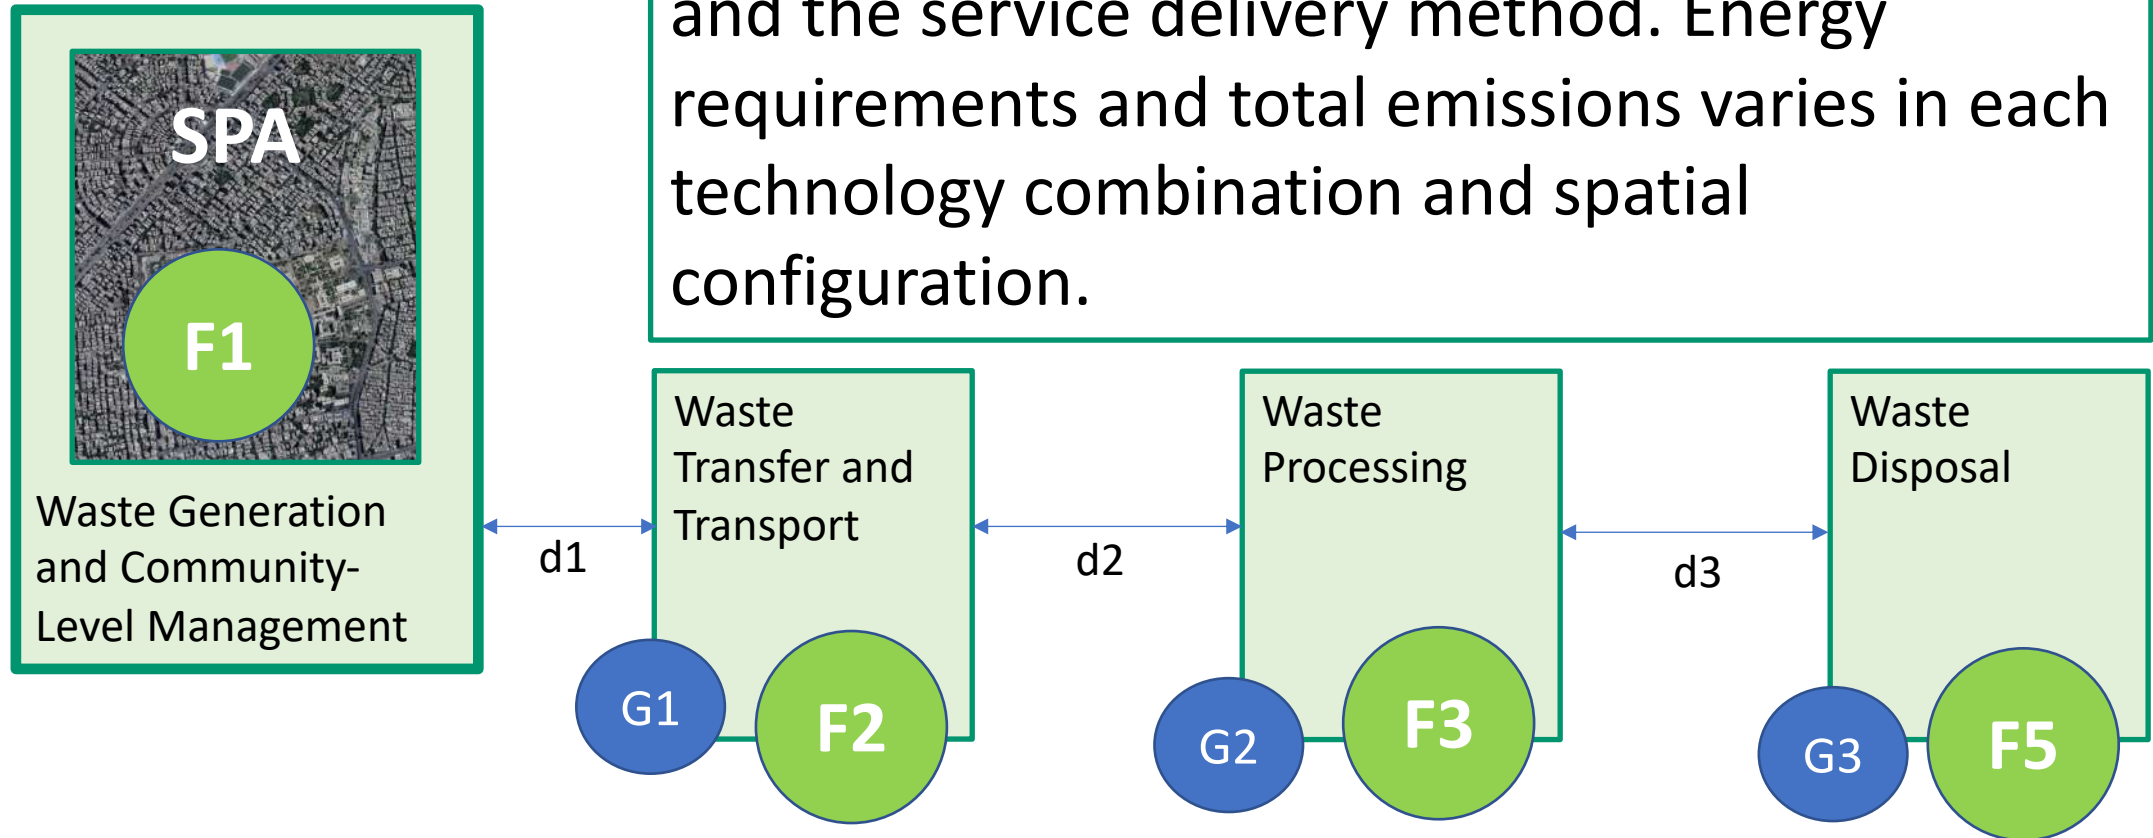 and the service delivery method. Energy
requirements and total emissions varies in each
technology combination and spatial
configuration.
SPA
F1
Waste Generation
and Community-
Level Management
d1
Waste
Transfer and
Transport
G1
F2
d2
Waste
Processing
G2
F3
d3
Waste
Disposal
G3
F5